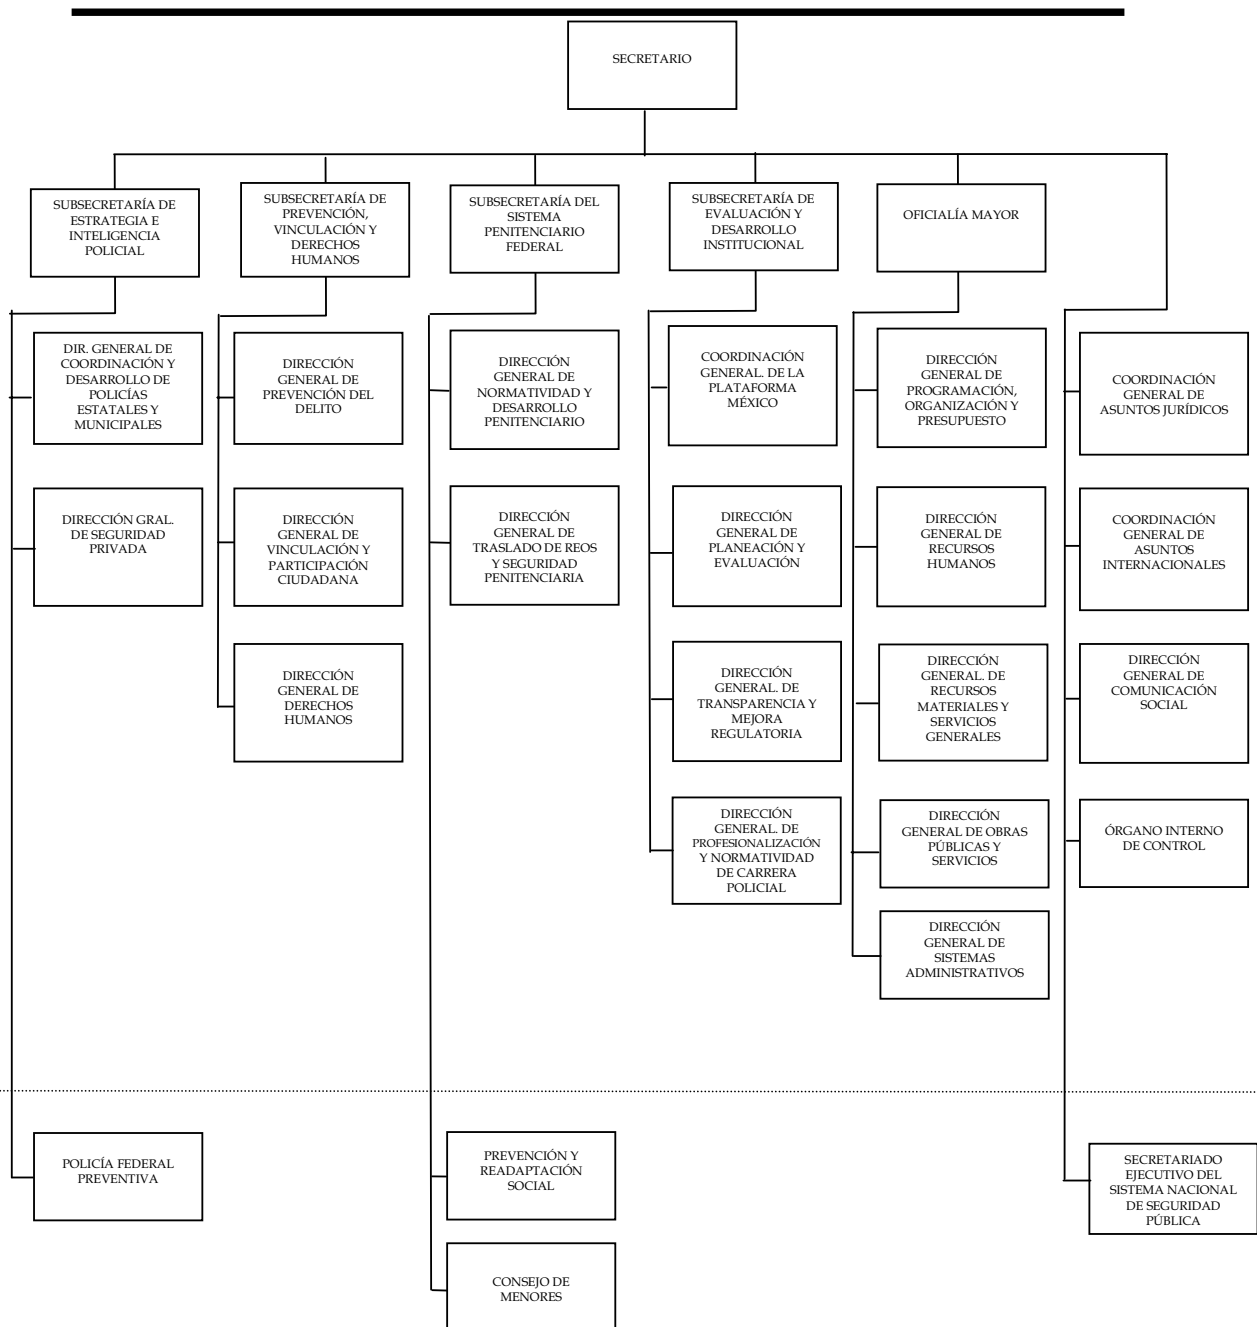 SECRETARIO
SUBSECRETARÍA DE
ESTRATEGIA E
INTELIGENCIA
POLICIAL
SUBSECRETARÍA DE
PREVENCIÓN,
VINCULACIÓN Y
DERECHOS
HUMANOS
SUBSECRETARÍA DEL
SISTEMA
PENITENCIARIO
FEDERAL
SUBSECRETARÍA DE
EVALUACIÓN Y
DESARROLLO
INSTITUCIONAL
OFICIALÍA MAYOR
DIR. GENERAL DE
COORDINACIÓN Y
DESARROLLO DE
POLICÍAS
ESTATALES Y
MUNICIPALES
DIRECCIÓN
GENERAL DE
PREVENCIÓN DEL
DELITO
DIRECCIÓN
GENERAL DE
NORMATIVIDAD Y
DESARROLLO
PENITENCIARIO
COORDINACIÓN
GENERAL. DE LA
PLATAFORMA
MÉXICO
DIRECCIÓN
GENERAL DE
PROGRAMACIÓN,
ORGANIZACIÓN Y
PRESUPUESTO
COORDINACIÓN
GENERAL DE
ASUNTOS JURÍDICOS
DIRECCIÓN GRAL.
DE SEGURIDAD
PRIVADA
DIRECCIÓN
GENERAL DE
VINCULACIÓN Y
PARTICIPACIÓN
CIUDADANA
DIRECCIÓN
GENERAL DE
TRASLADO DE REOS
Y SEGURIDAD
PENITENCIARIA
DIRECCIÓN
GENERAL DE
PLANEACIÓN Y
EVALUACIÓN
DIRECCIÓN
GENERAL DE
RECURSOS
HUMANOS
COORDINACIÓN
GENERAL DE
ASUNTOS
INTERNACIONALES
DIRECCIÓN
GENERAL DE
DERECHOS
HUMANOS
DIRECCIÓN
GENERAL. DE
TRANSPARENCIA Y
MEJORA
REGULATORIA
DIRECCIÓN
GENERAL. DE
RECURSOS
MATERIALES Y
SERVICIOS
GENERALES
DIRECCIÓN
GENERAL DE
COMUNICACIÓN
SOCIAL
DIRECCIÓN
GENERAL. DE
PROFESIONALIZACIÓN
Y NORMATIVIDAD
DE CARRERA
POLICIAL
DIRECCIÓN
GENERAL DE OBRAS
PÚBLICAS Y
SERVICIOS
ÓRGANO INTERNO
DE CONTROL
DIRECCIÓN
GENERAL DE
SISTEMAS
ADMINISTRATIVOS
POLICÍA FEDERAL
PREVENTIVA
PREVENCIÓN Y
READAPTACIÓN
SOCIAL
SECRETARIADO
EJECUTIVO DEL
SISTEMA NACIONAL
DE SEGURIDAD
PÚBLICA
CONSEJO DE
MENORES